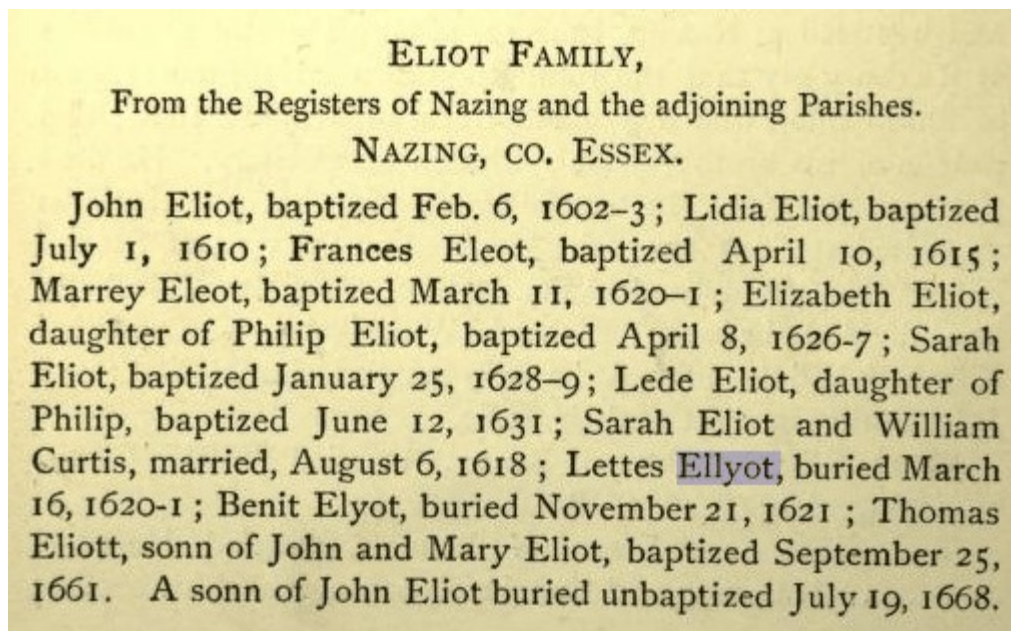 ELIOT FAMILY,
From the Registers of Nazing and the adjoining Parishes.
NAZING, CO. ESSEX.
John Eliot, baptized Feb. 6, 1602–3; Lidia Eliot, baptized
July 1, 1610; Frances Eleot, baptized April 10, 1615;
Marrey Eleot, baptized March 11, 1620–1; Elizabeth Eliot,
daughter of Philip Eliot, baptized April 8, 1626-7; Sarah
Eliot, baptized January 25, 1628–9; Lede Eliot, daughter of
Philip, baptized June 12, 1631; Sarah Eliot and William
Curtis, married, August 6, 1618; Lettes Ellyot, buried March
16, 1620-1; Benit Elyot, buried November 21, 1621; Thomas
Eliott, sonn of John and Mary Eliot, baptized September 25,
1661. A sonn of John Eliot buried unbaptized July 19, 1668.